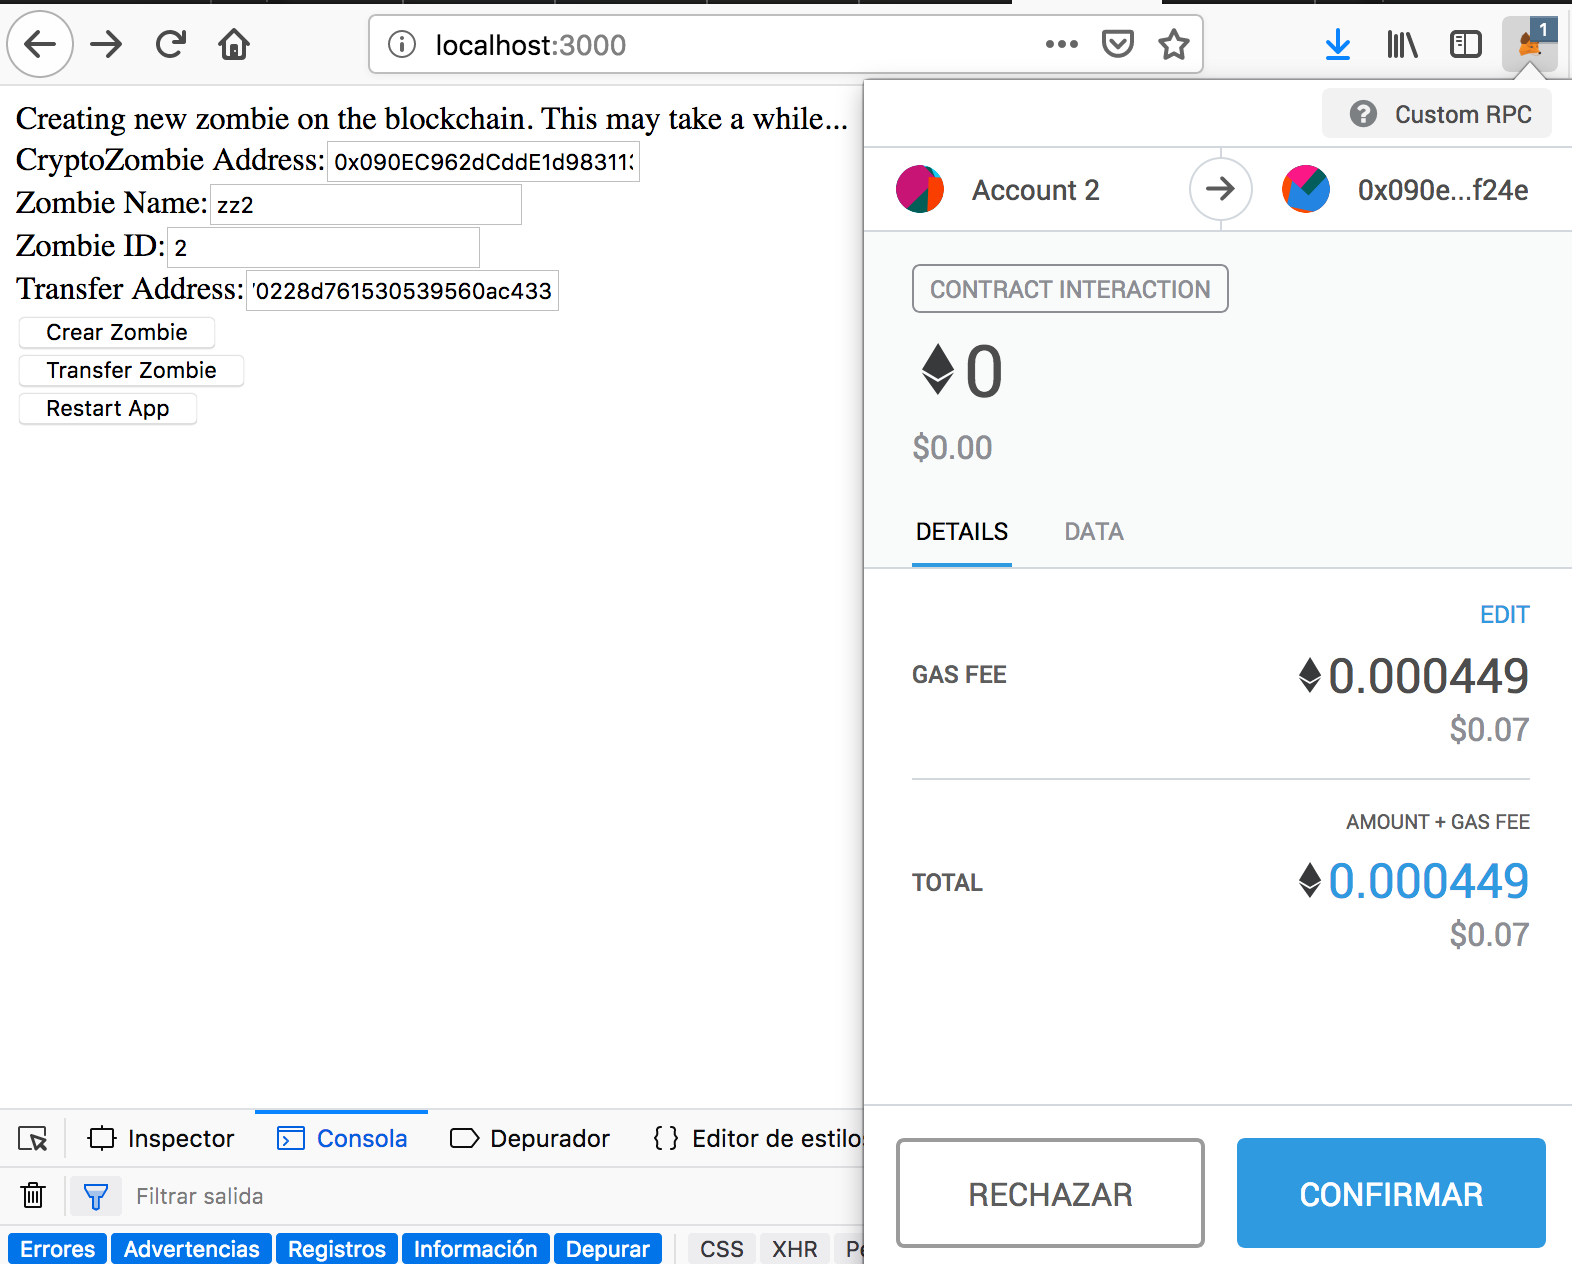 localhost:3000
1
Creating new zombie on the blockchain. This may take a while...
CryptoZombie Address: 0x090EC962dCddE1d983113
Zombie Name: zz2
Zombie ID: 2
Transfer Address: 70228d761530539560ac433
Crear Zombie
Transfer Zombie
Restart App
Custom RPC
Account 2
0x090e...f24e
CONTRACT INTERACTION
0
$0.00
DETAILS DATA
EDIT
GAS FEE 0.000449
$0.07
AMOUNT + GAS FEE
TOTAL 0.000449
$0.07
RECHAZAR CONFIRMAR
Inspector Consola Depurador { } Editor de estilo
Filtrar salida
Errores Advertencias Registros Información Depurar CSS XHR